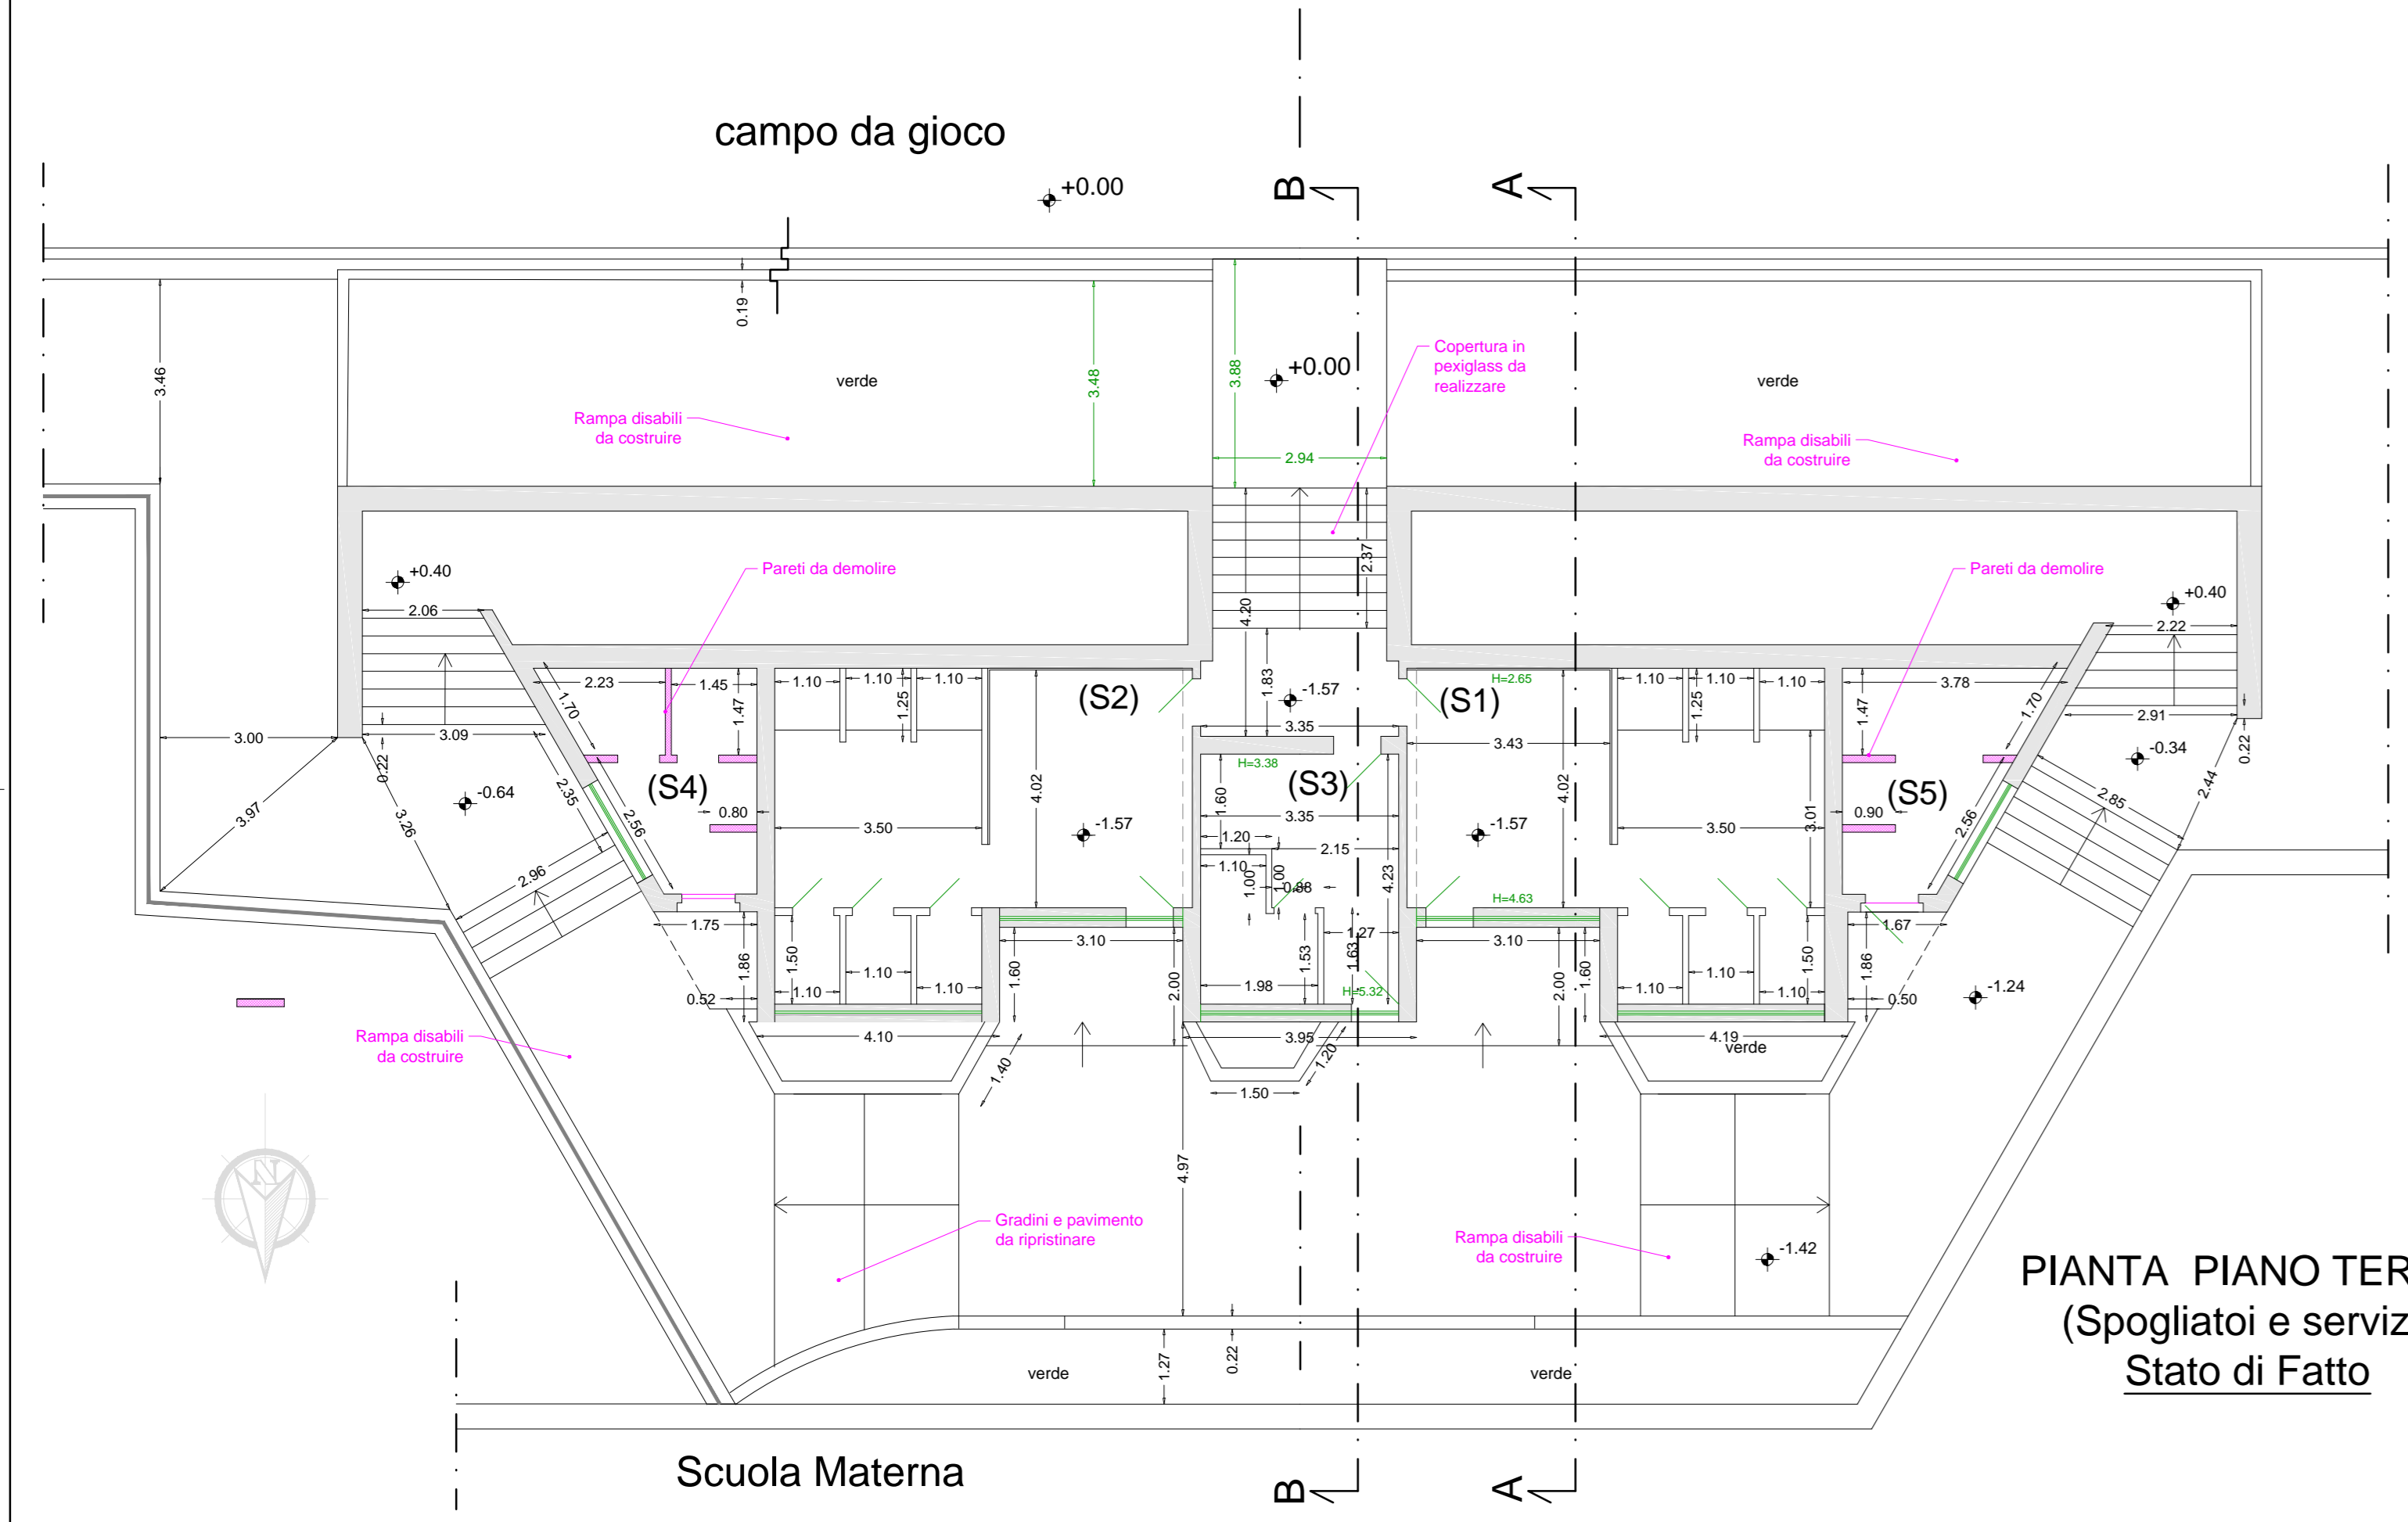 campo da gioco
+0.00
B
A
0.19
3.46
verde
3.48
3.88
+0.00
Copertura in
pexiglass da
realizzare
verde
Rampa disabili
da costruire
2.94
Rampa disabili
da costruire
+0.40
Pareti da demolire
2.37
Pareti da demolire
+0.40
2.06
4.20
2.22
1.70
2.23
1.45
1.47
1.10
1.10
1.10
1.25
(S2)
1.83
-1.57
(S1)
H=2.65
1.10
1.10
1.10
1.25
3.78
1.47
1.70
2.91
3.00
3.09
0.22
3.35
3.43
-0.34
0.22
3.97
3.26
-0.64
2.35
(S4)
2.56
0.80
3.50
4.02
-1.57
H=3.38
(S3)
1.60
3.35
1.20
2.15
1.10
1.00
1.00
0.88
4.23
-1.57
4.02
H=4.63
3.50
3.01
(S5)
0.90
2.56
2.85
2.44
2.96
1.75
1.86
0.52
1.50
1.10
1.10
1.10
1.60
3.10
2.00
1.98
1.53
1.63
1.27
H=5.32
3.10
2.00
1.60
1.10
1.10
1.10
1.50
1.67
1.86
0.50
-1.24
Rampa disabili
da costruire
4.10
1.40
3.95
1.20
1.50
4.19
verde
N
4.97
Gradini e pavimento
da ripristinare
Rampa disabili
da costruire
-1.42
PIANTA PIANO TER
(Spogliatoi e serviz
Stato di Fatto
1.27
0.22
verde
verde
Scuola Materna
B
A